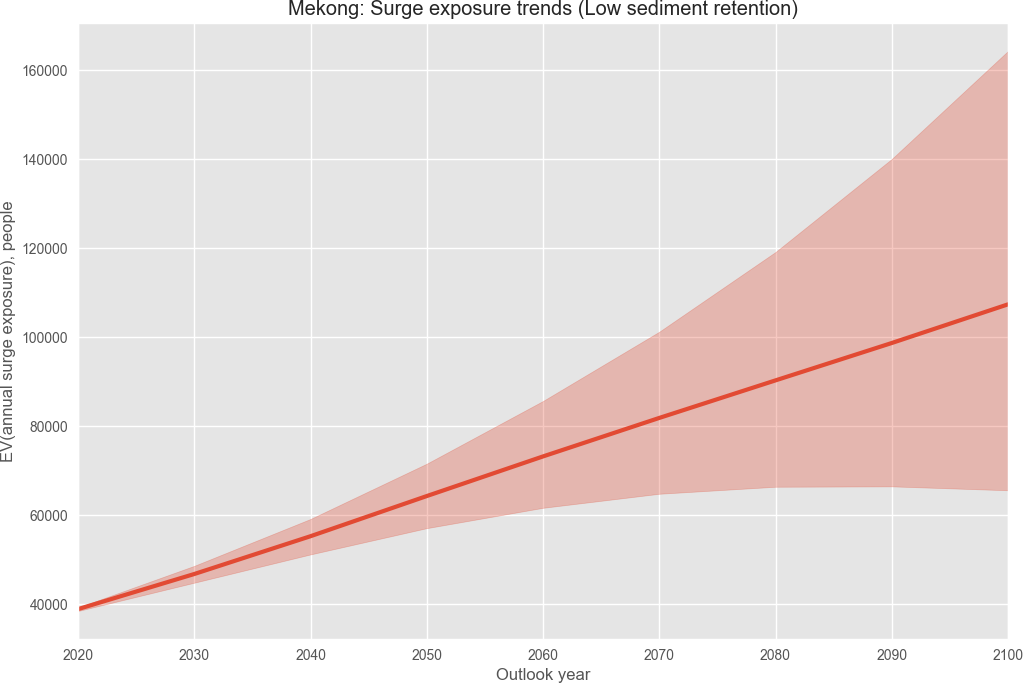 Mekong: Surge exposure trends (Low sediment retention)
EV(annual surge exposure), people
160000
140000
120000
100000
80000
60000
40000
2020 2030 2040 2050 2060 2070 2080 2090 2100
Outlook year